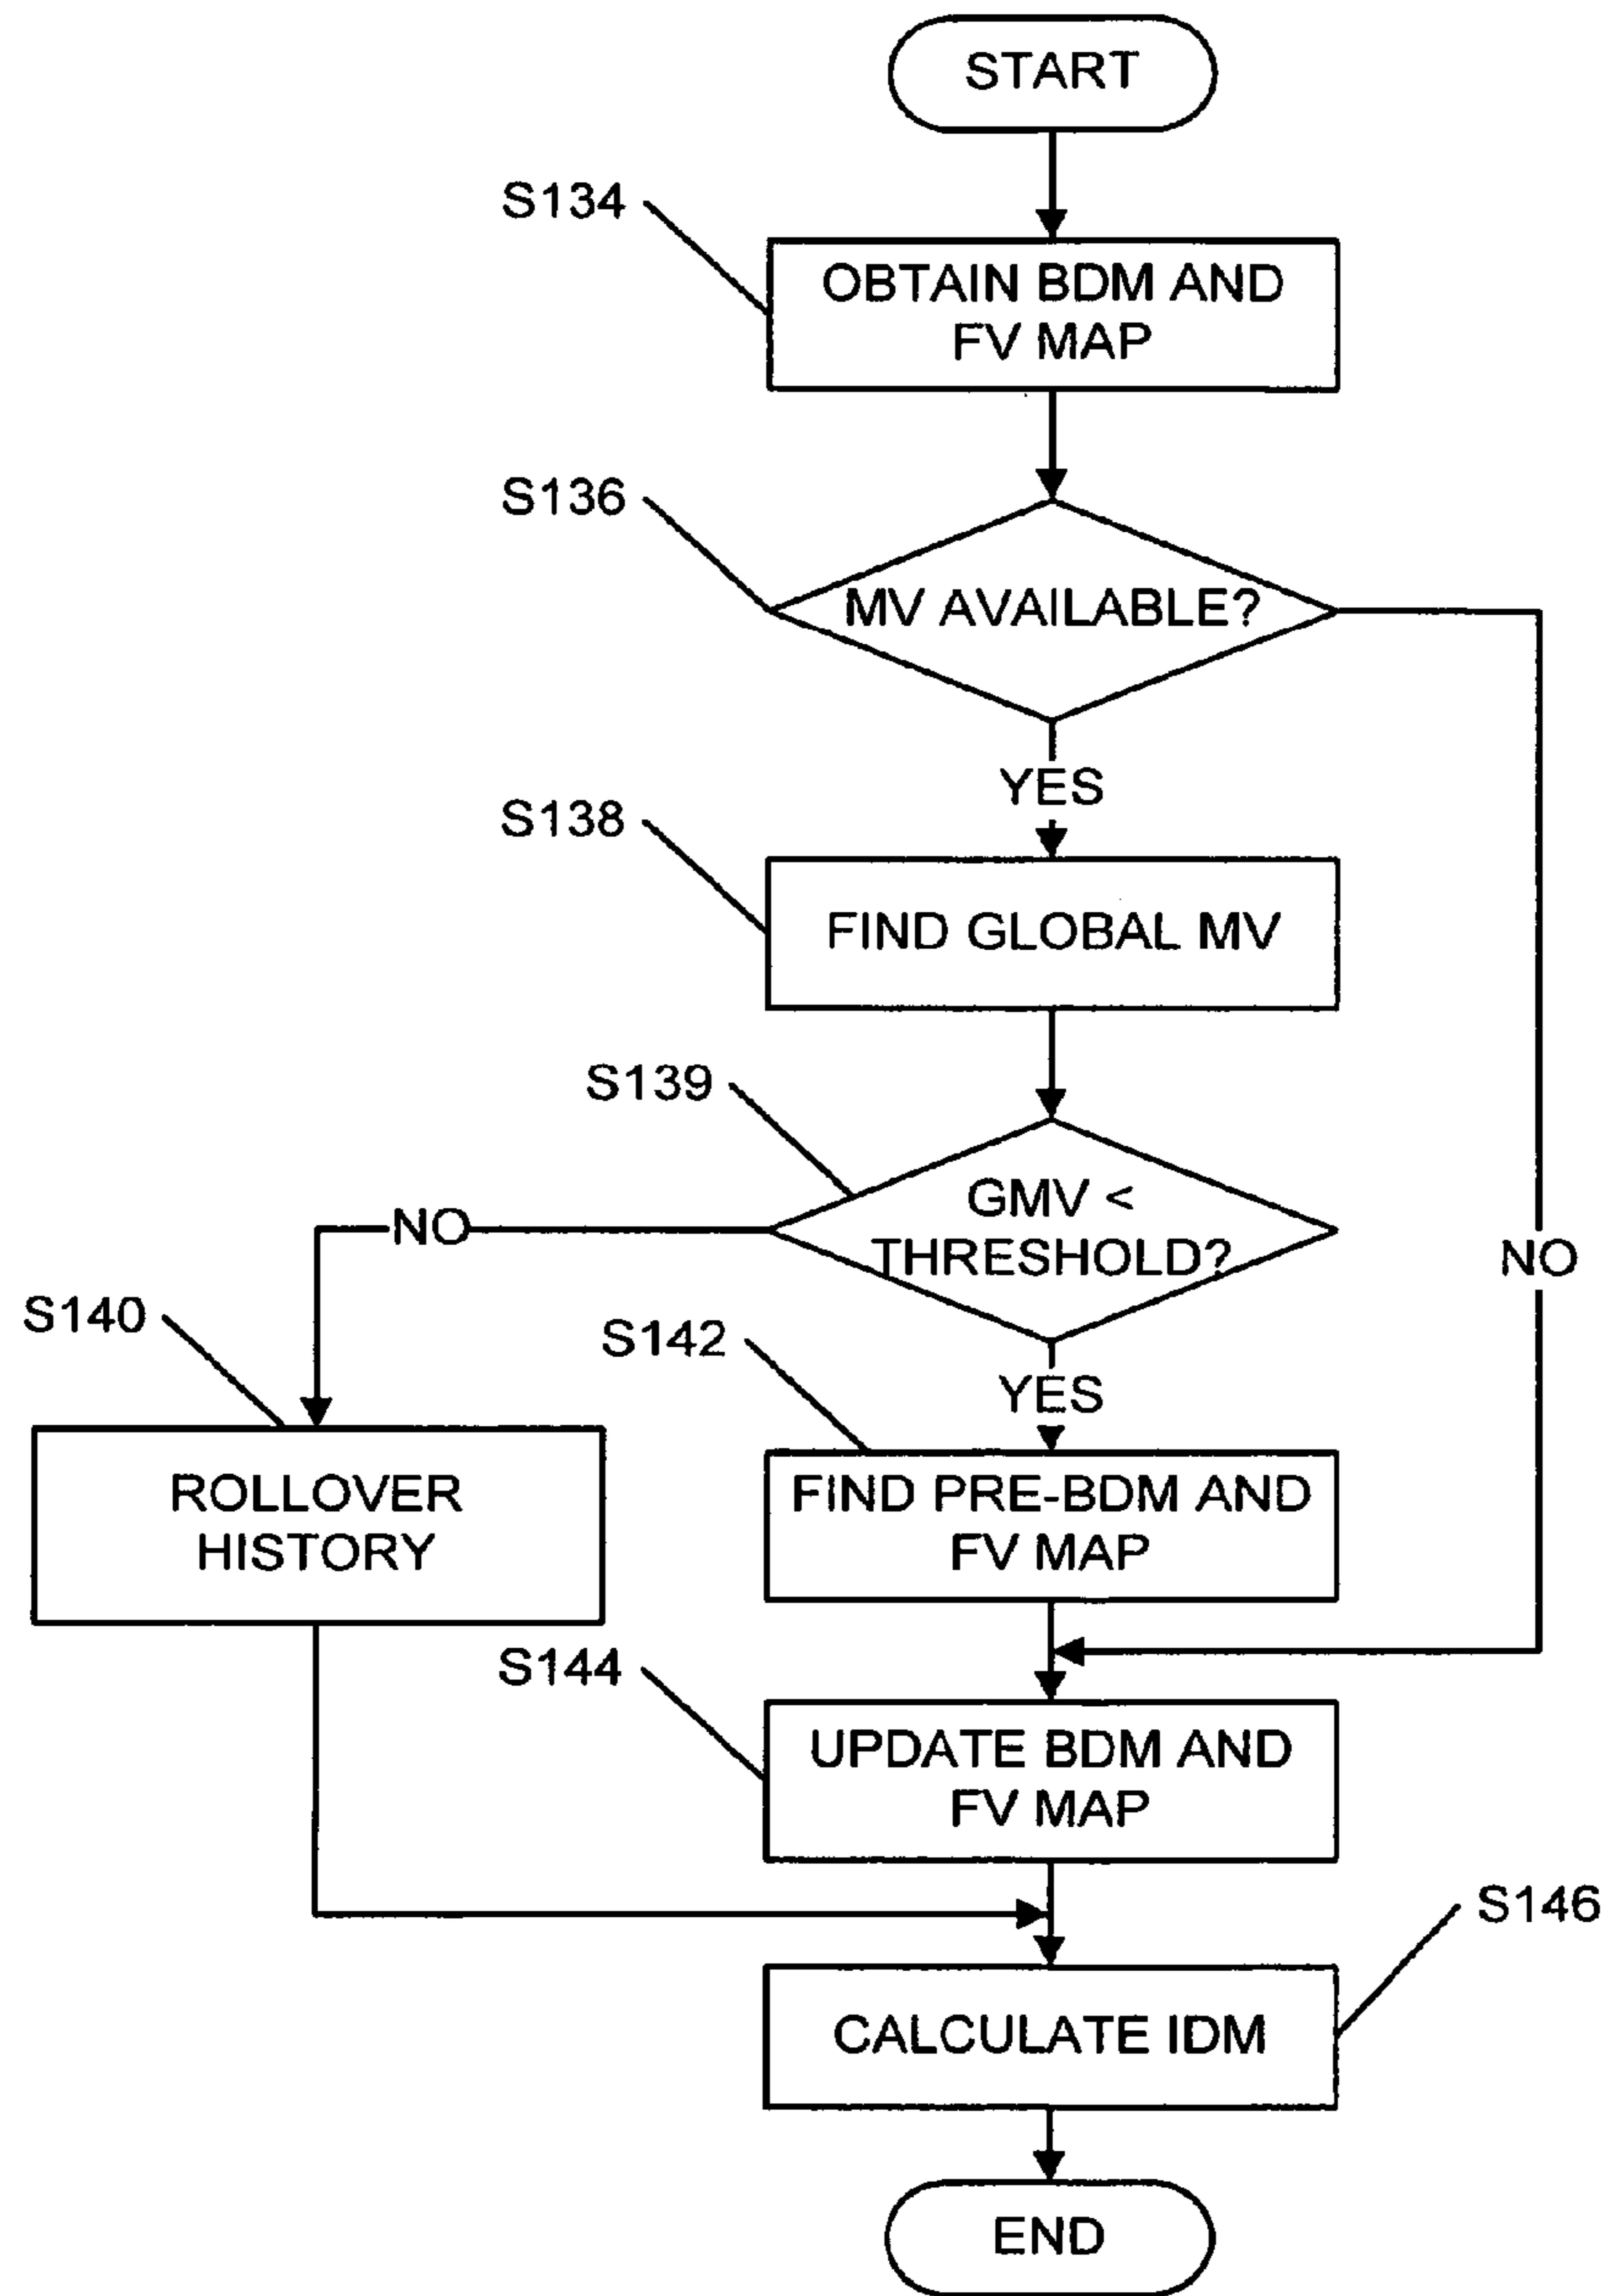 START
S134
OBTAIN BDM AND
FV MAP
S136
MV AVAILABLE?
YES
S138
FIND GLOBAL MV
S139
GMV <
THRESHOLD?
NO
NO
S140
S142
YES
ROLLOVER
HISTORY
FIND PRE-BDM AND
FV MAP
S144
UPDATE BDM AND
FV MAP
S146
CALCULATE IDM
END